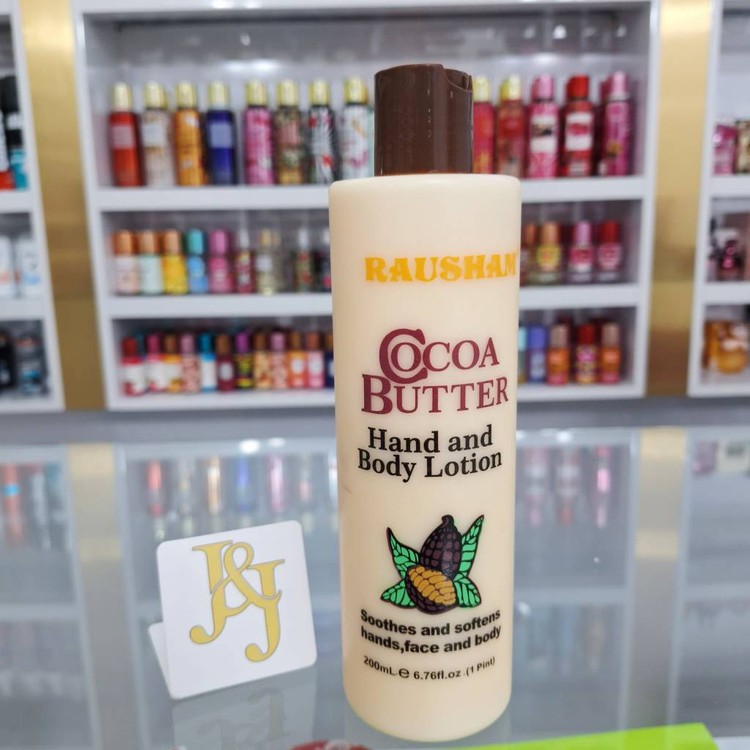 RAUSHAM
COCOA
BUTTER
Hand and
Body Lotion
Soothes and softens
hands,face and body
200mL ℮ 6.76fl.oz.(1 Pint)
J&J